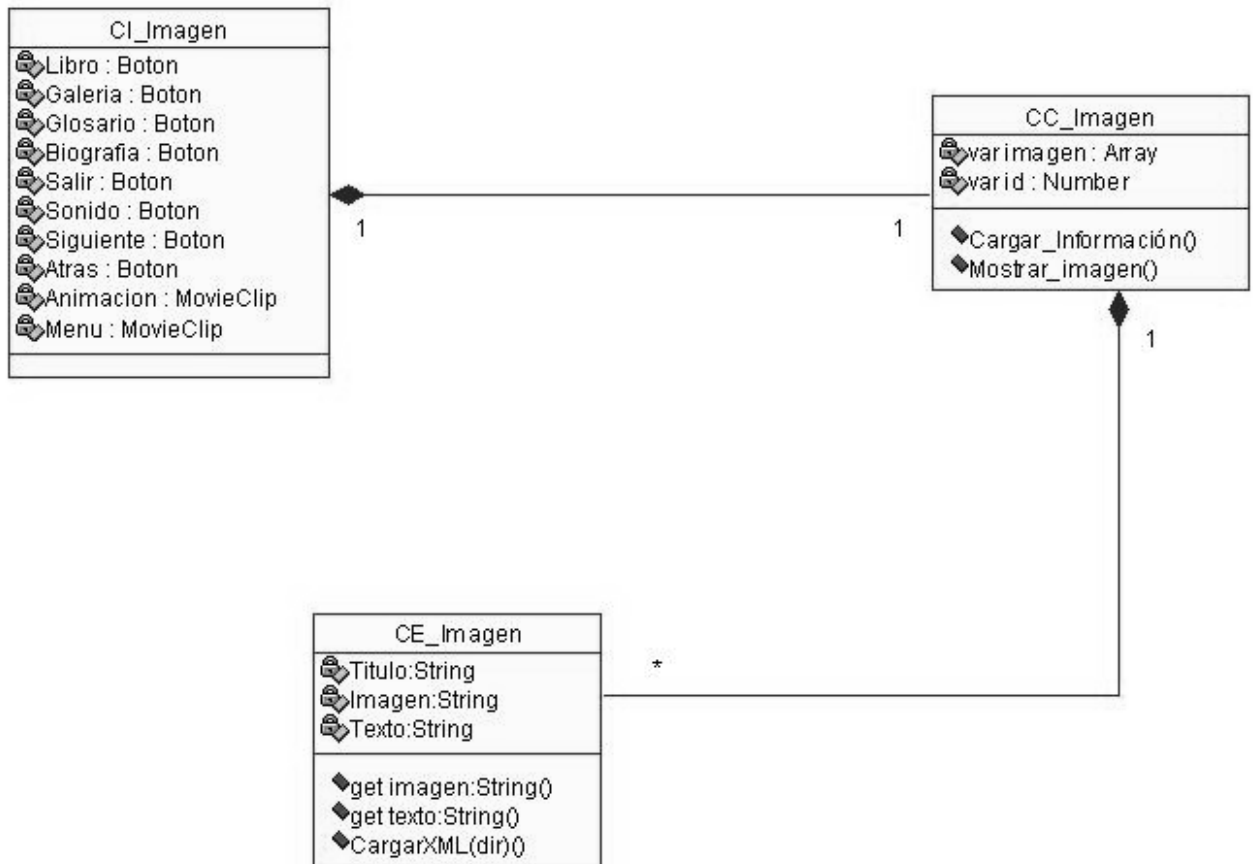 CI_Imagen
Libro : Boton
Galeria : Boton
Glosario : Boton
Biografia : Boton
Salir : Boton
Sonido : Boton
Siguiente : Boton
Atras : Boton
Animacion : MovieClip
Menu : MovieClip
1
1
CC_Imagen
varimagen : Array
varid : Number
Cargar_Información()
Mostrar_imagen()
1
*
CE_Imagen
Titulo:String
Imagen:String
Texto:String
get imagen:String()
get texto:String()
CargarXML(dir)()